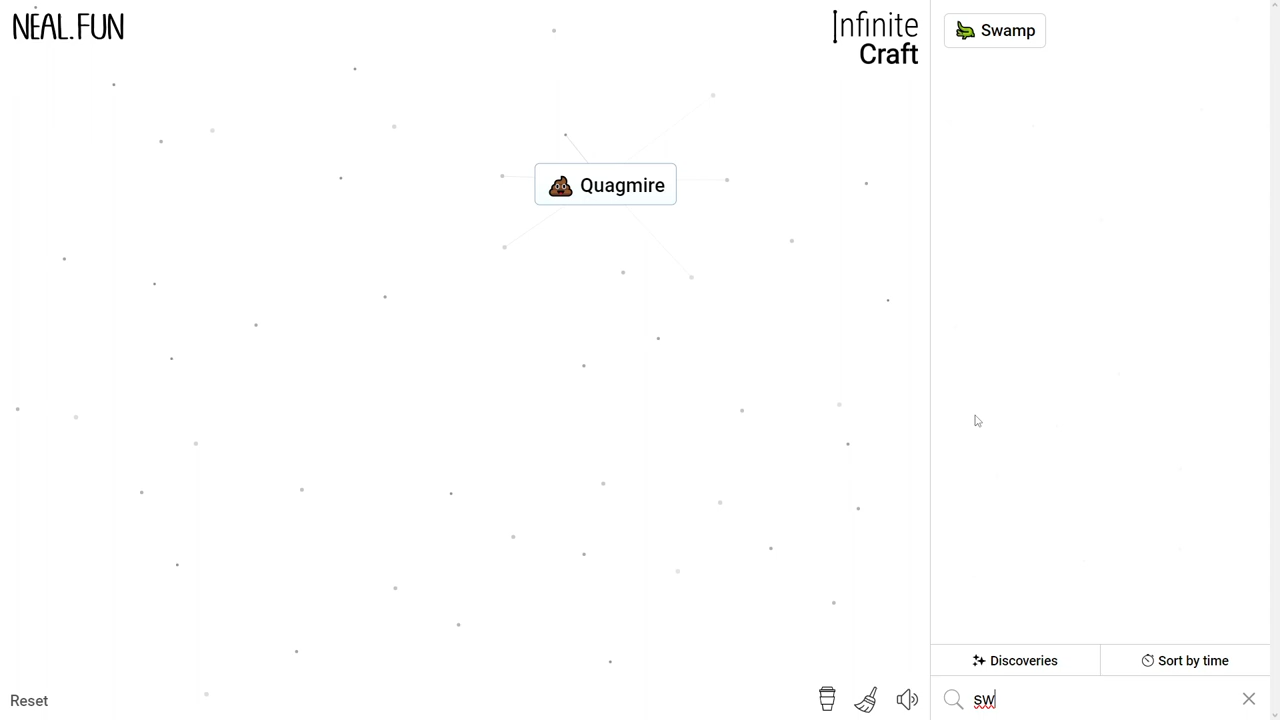 NEAL.FUN
Infinite
Craft
Swamp
Quagmire
Discoveries
Sort by time
Reset
sw